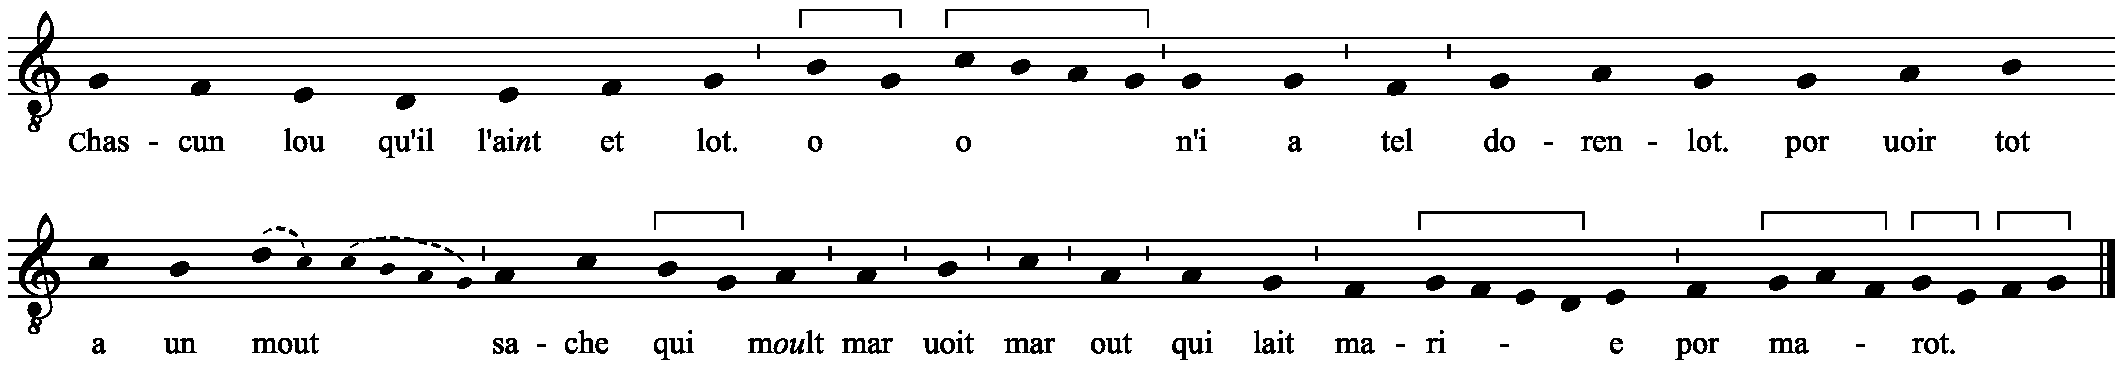 Chas - cun lou qu'il l'aint et lot. o o n'i a tel do - ren - lot. por uoir tot
a un mout sa - che qui moult mar uoit mar out qui lait ma - ri - e por ma - rot.